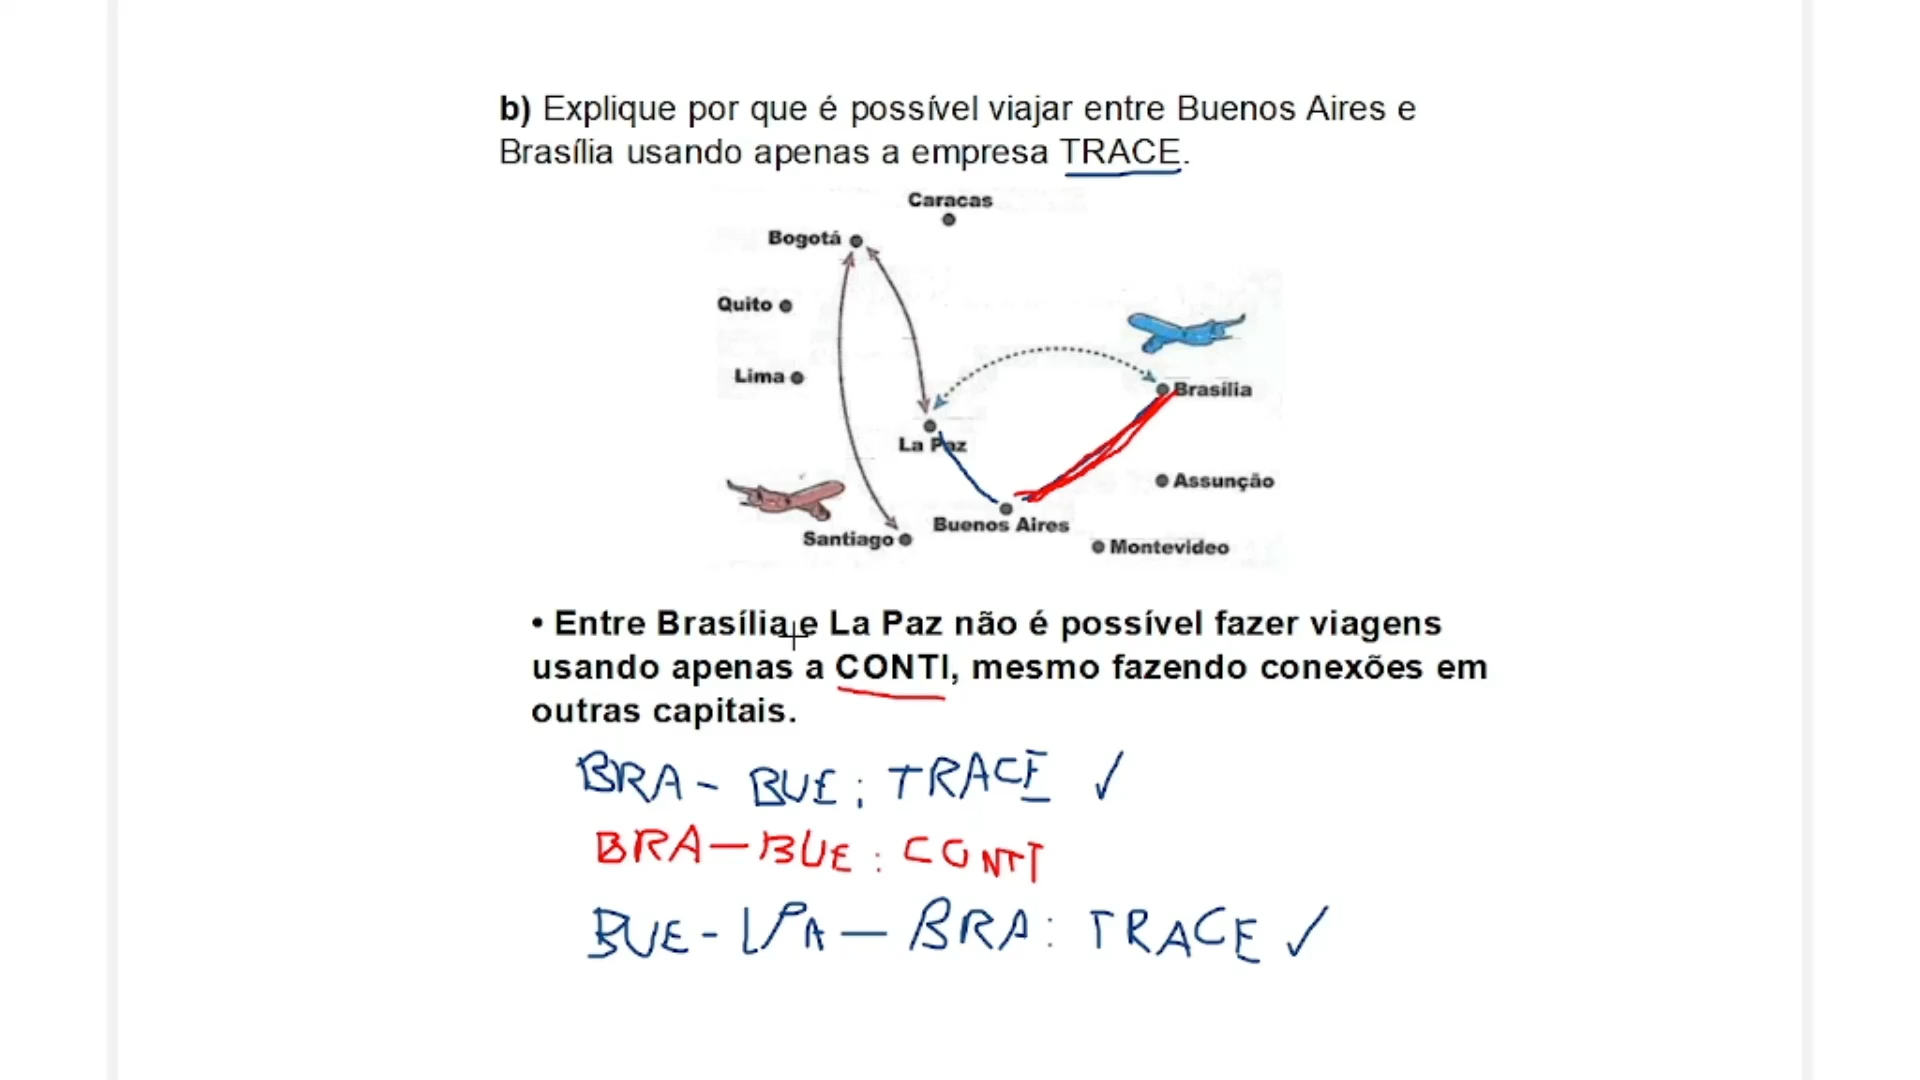 b) Explique por que é possível viajar entre Buenos Aires e
Brasília usando apenas a empresa TRACE.
Caracas
Bogotá
Quito
Lima
Brasília
La Paz
Assunção
Buenos Aires
Santiago
Montevideo
• Entre Brasília e La Paz não é possível fazer viagens
usando apenas a CONTI, mesmo fazendo conexões em
outras capitais.
BRA - BUE: TRACE ✓
BRA - BUE: CONTI
BUE - LPA - BRA: TRACE ✓